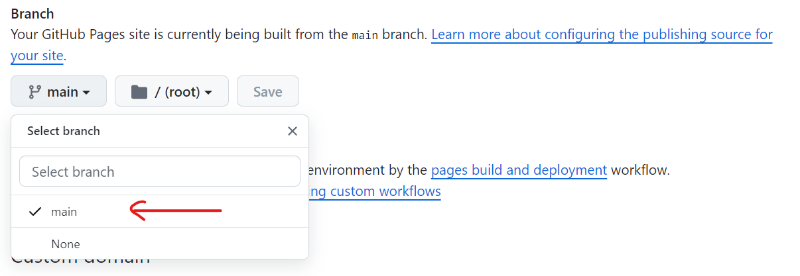 Branch
Your GitHub Pages site is currently being built from the main branch. Learn more about configuring the publishing source for
your site.
main
/ (root)
Save
Select branch
Select branch
environment by the pages build and deployment workflow.
custom workflows
main
None
Custom domain